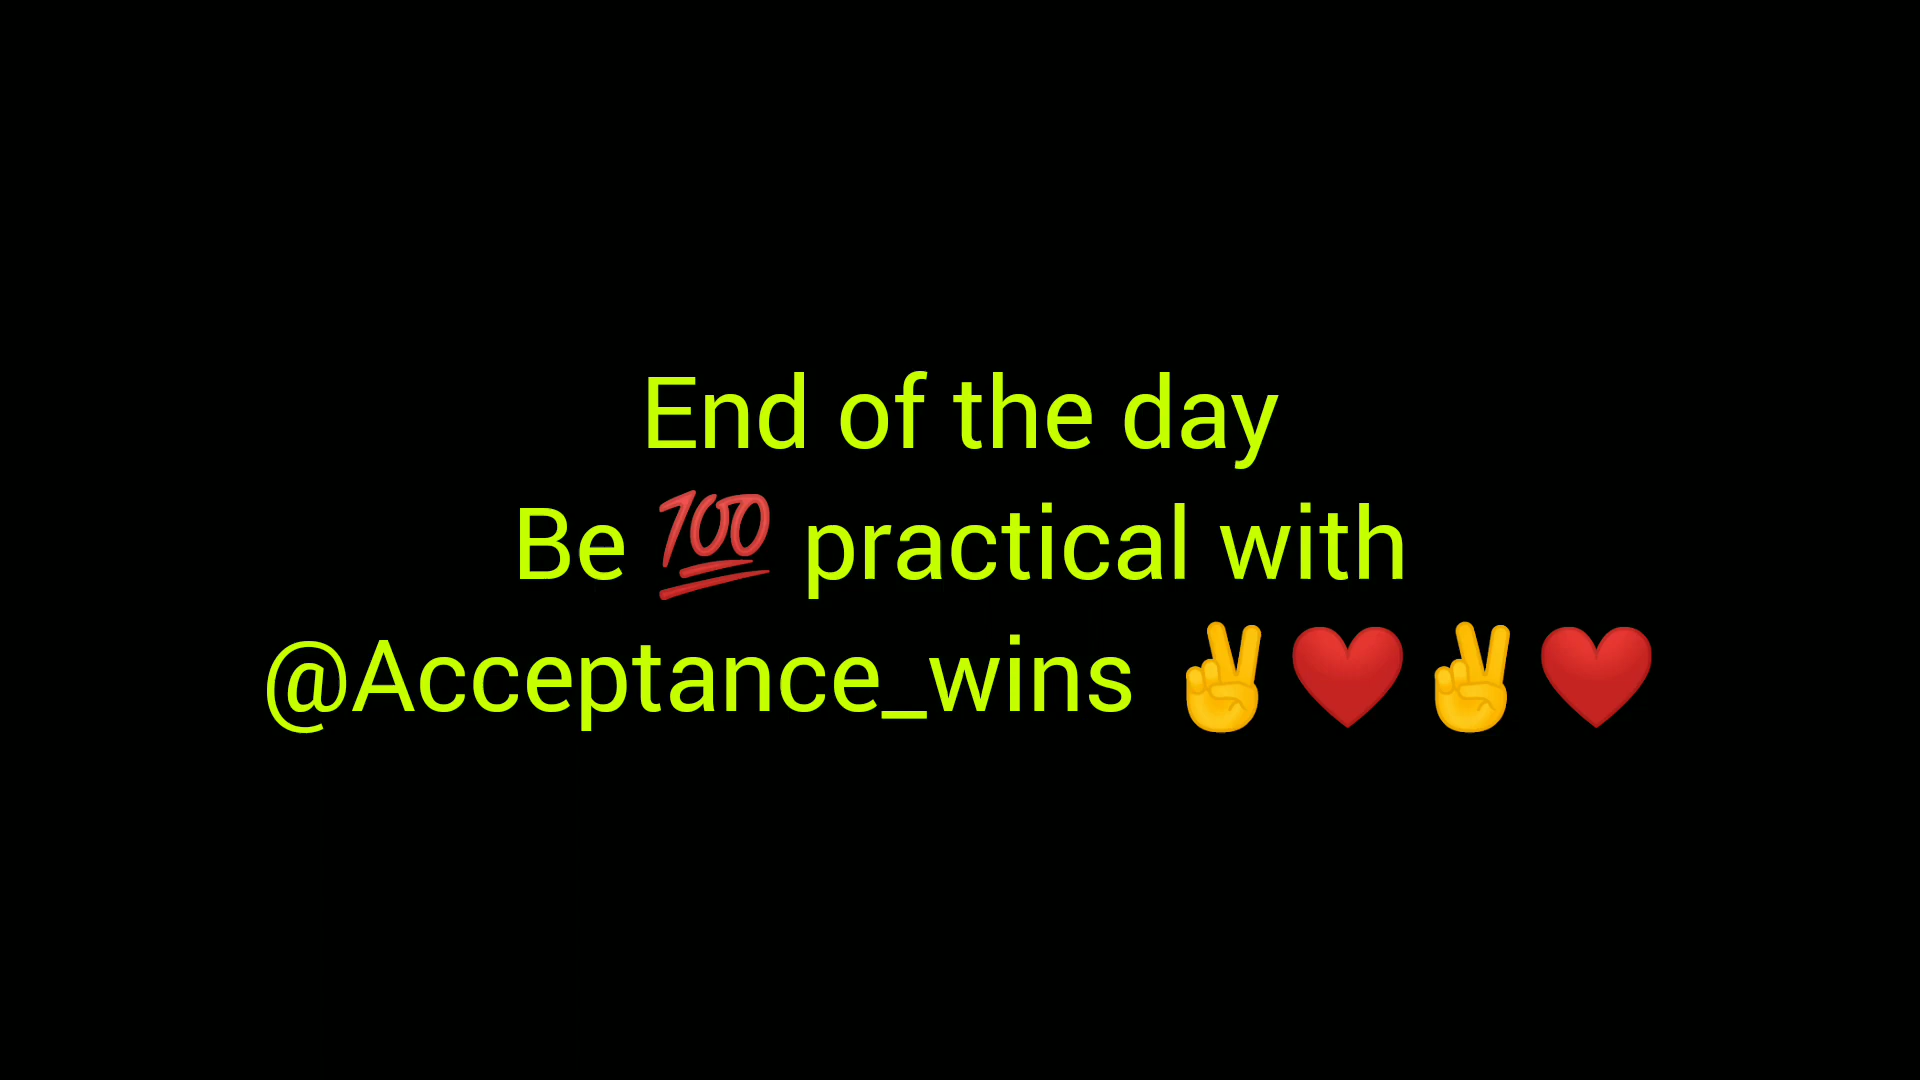 End of the day
Be 💯 practical with
@Acceptance_wins ✌️❤️✌️❤️